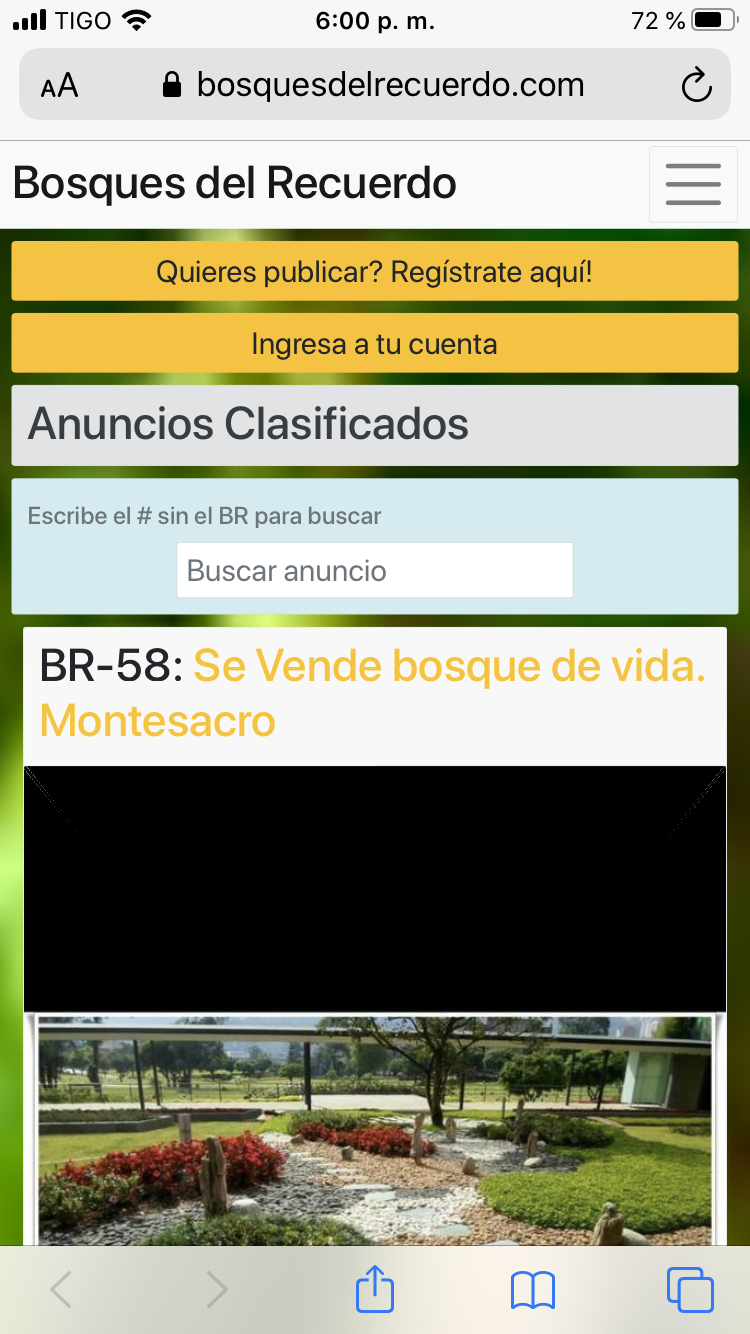 TIGO 6:00 p. m. 72 %
AA bosquesdelrecuerdo.com
Bosques del Recuerdo
Quieres publicar? Regístrate aquí!
Ingresa a tu cuenta
Anuncios Clasificados
Escribe el # sin el BR para buscar
Buscar anuncio
BR-58: Se Vende bosque de vida.
Montesacro